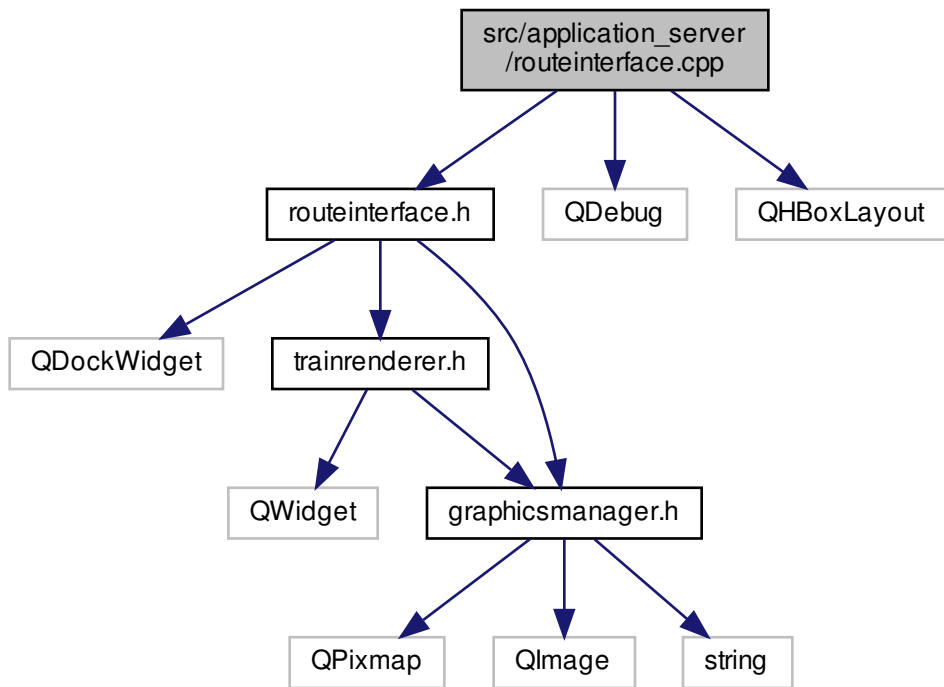 src/application_server
/routeinterface.cpp
routeinterface.h
QDebug
QHBoxLayout
QDockWidget
trainrenderer.h
QWidget
graphicsmanager.h
QPixmap
QImage
string